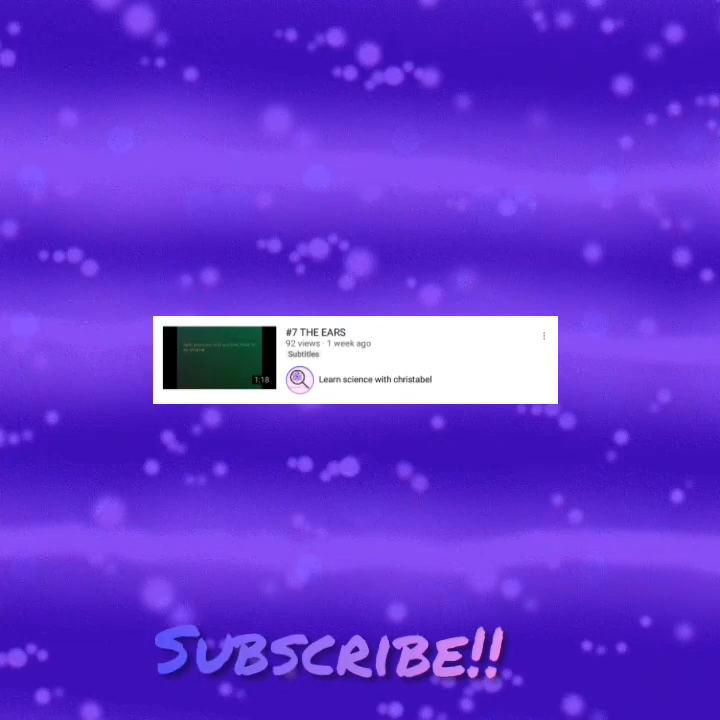 #7 THE EARS
92 views · 1 week ago
Subtitles
1:18
Learn science with christabel
SUBSCRIBE!!